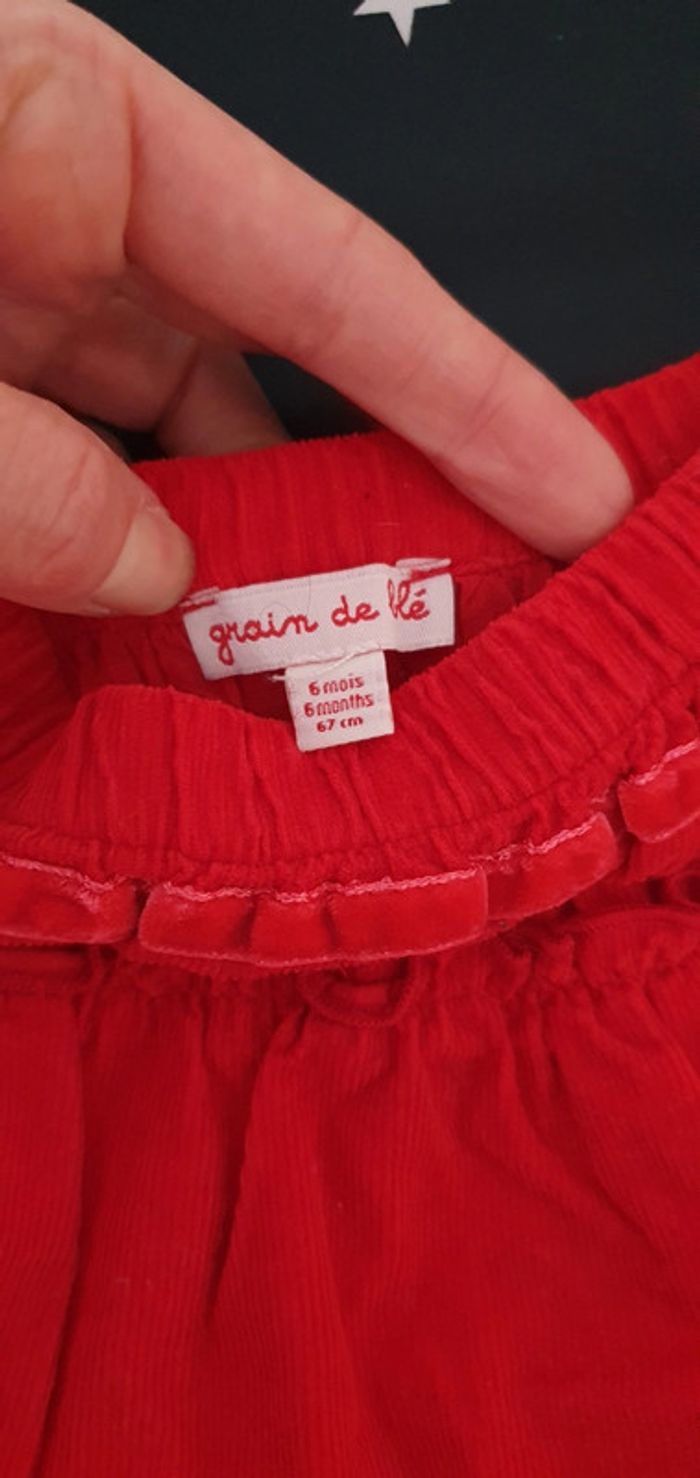 grain de blé
6 mois
6 months
67 cm